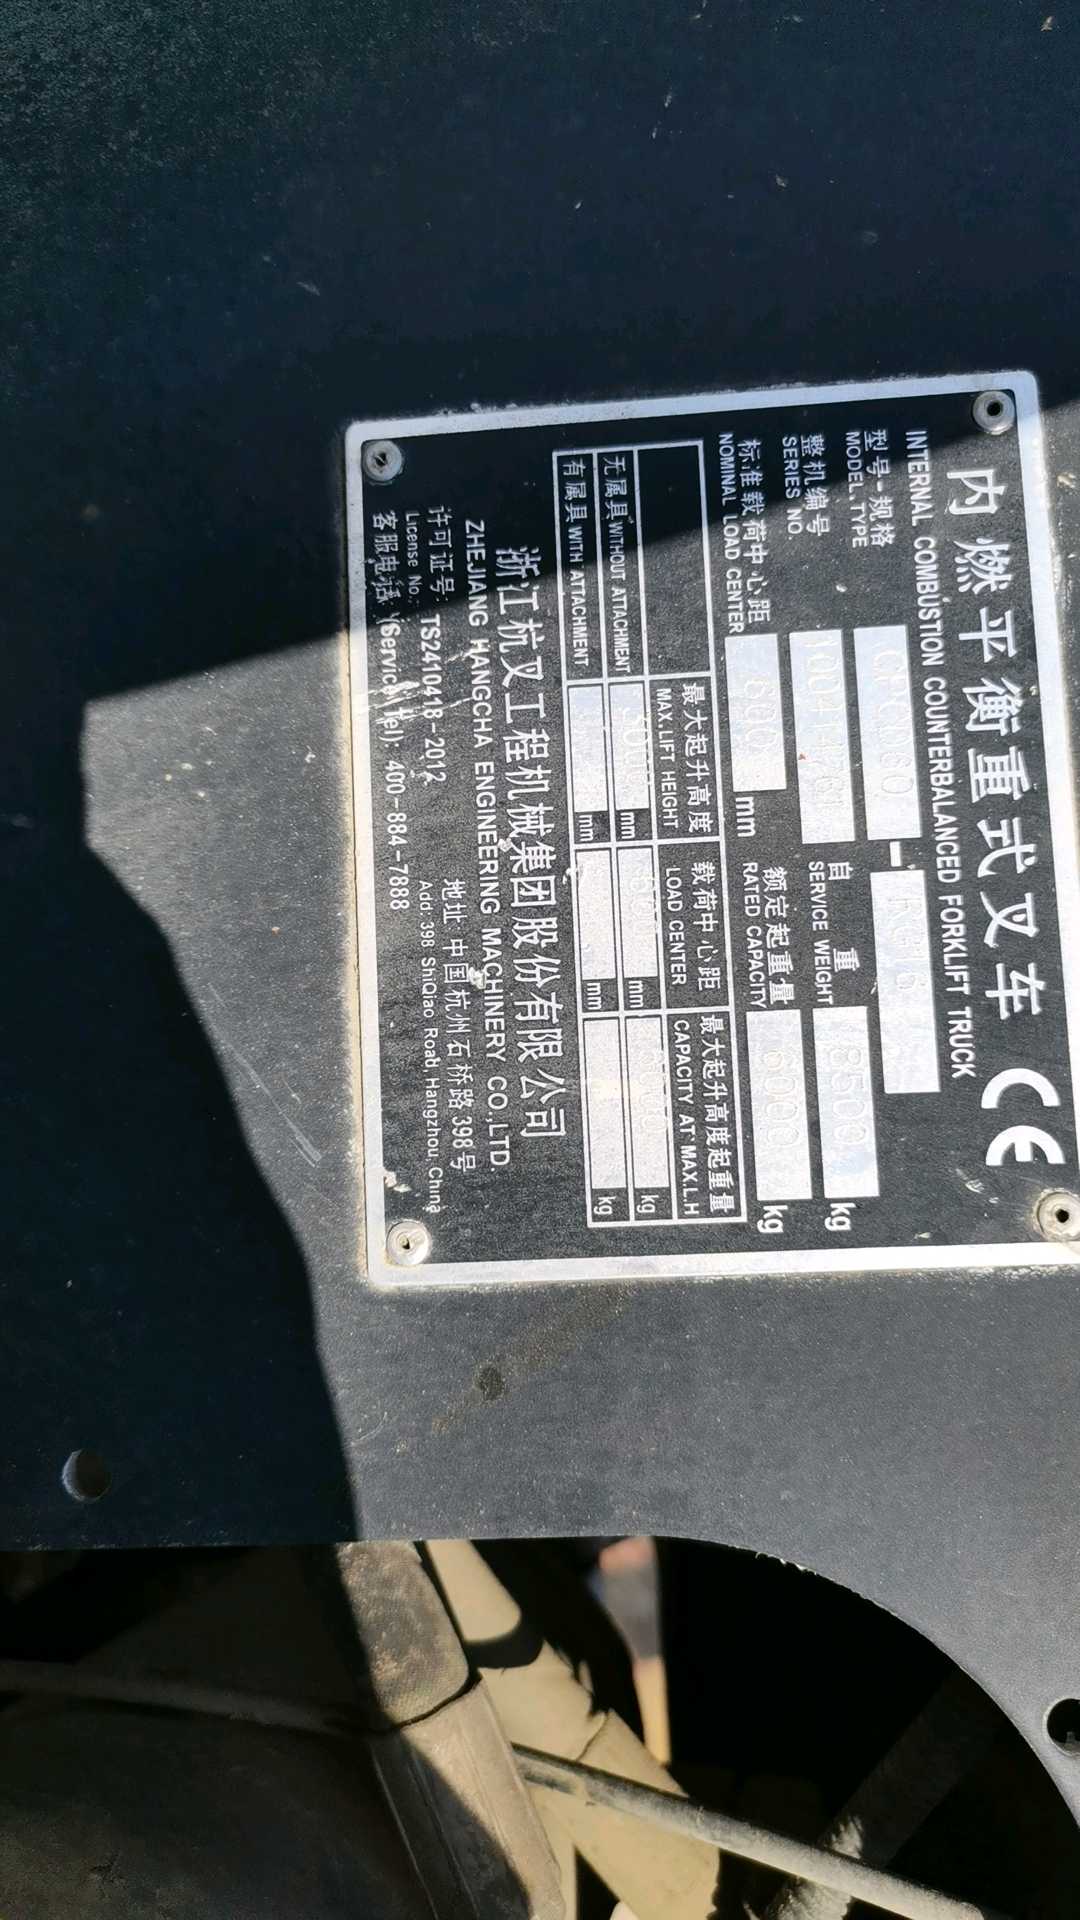 内燃平衡重式叉车 CE
INTERNAL COMBUSTION COUNTERBALANCED FORKLIFT TRUCK
型号-规格
MODEL.TYPE
CPCD60 - RG16
整机编号
SERIES NO.
自重 8500 kg
SERVICE WEIGHT
标准载荷中心距 600 mm
NOMINAL LOAD CENTER
额定起重量 6000 kg
RATED CAPACITY
最大起升高度 载荷中心距 最大起升高度起重量
MAX.LIFT HEIGHT LOAD CENTER CAPACITY AT MAX.L.H
无属具 WITHOUT ATTACHMENT 3000 mm 600 mm 6000 kg
有属具 WITH ATTACHMENT mm mm kg
浙江杭叉工程机械集团股份有限公司
ZHEJIANG HANGCHA ENGINEERING MACHINERY CO.,LTD.
许可证号: TS2410418-2012 地址: 中国杭州石桥路398号
License No.: Add: 398 ShiQiao Road, Hangzhou, China
客服电话 (Service Tel): 400-884-7888